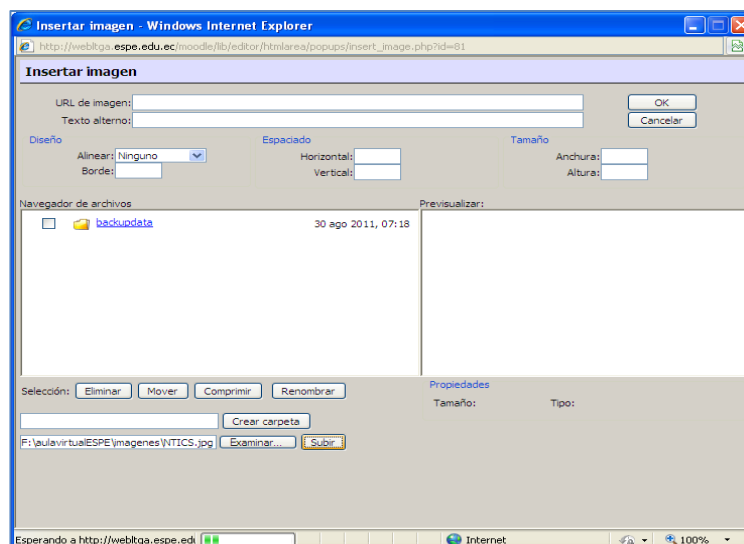 Insertar imagen - Windows Internet Explorer
http://webltga.espe.edu.ec/moodle/lib/editor/htmlarea/popups/insert_image.php?id=81
Insertar imagen
URL de imagen: OK
Texto alterno: Cancelar
Diseño Espaciado Tamaño
Alinear: Ninguno Horizontal: Anchura:
Borde: Vertical: Altura:
Navegador de archivos Previsualizar:
backupdata 30 ago 2011, 07:18
Selección: Eliminar Mover Comprimir Renombrar Propiedades
Tamaño: Tipo:
Crear carpeta
F:\aulavirtualESPE\imagenes\NTICS.jpg Examinar... Subir
Esperando a http://webltga.espe.edu Internet 100%